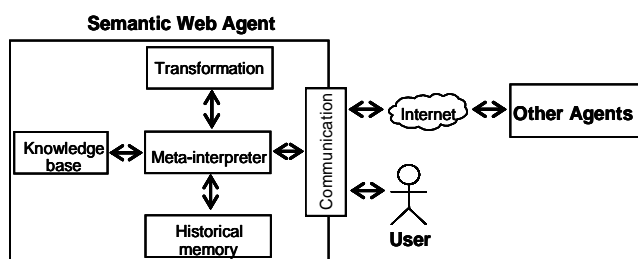 Semantic Web Agent
Transformation
Knowledge
base
Meta-interpreter
Historical
memory
Communication
Internet
Other Agents
User